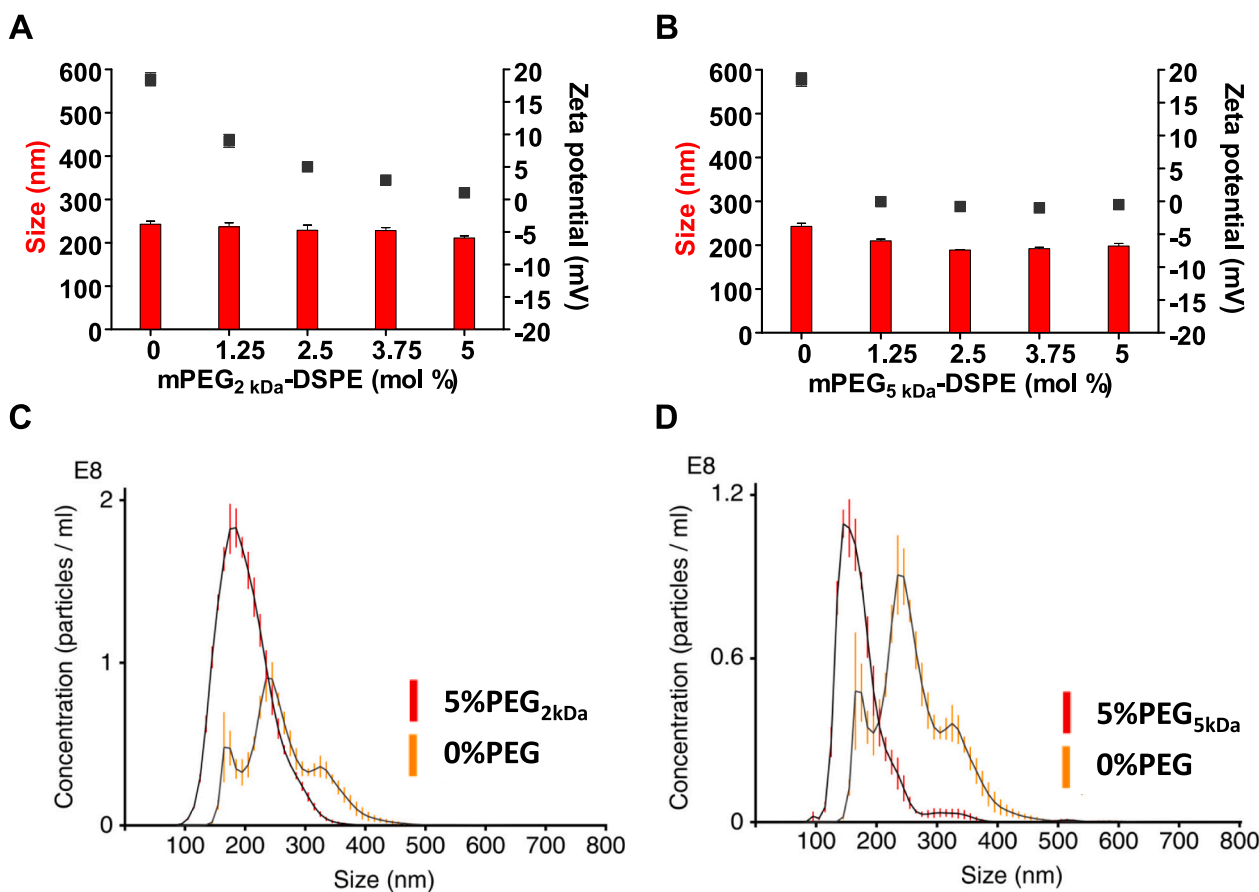 A
600
500
400
300
200
100
0
Size (nm)
20
15
10
5
0
-5
-10
-15
-20
Zeta potential (mV)
0 1.25 2.5 3.75 5
mPEG2 kDa-DSPE (mol %)
B
600
500
400
300
200
100
0
Size (nm)
20
15
10
5
0
-5
-10
-15
-20
Zeta potential (mV)
0 1.25 2.5 3.75 5
mPEG5 kDa-DSPE (mol %)
C
E8
2
1
0
Concentration (particles / ml)
5%PEG2kDa
0%PEG
100 200 300 400 500 600 700 800
Size (nm)
D
E8
1.2
0.6
0
Concentration (particles / ml)
5%PEG5kDa
0%PEG
100 200 300 400 500 600 700 800
Size (nm)